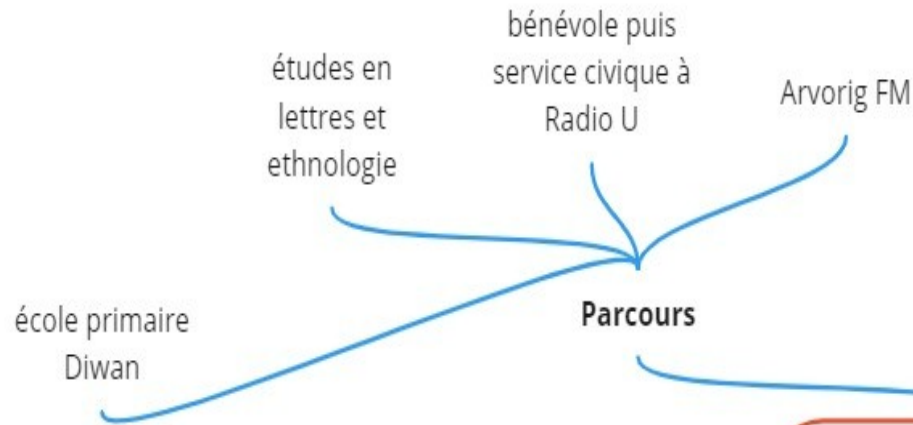 bénévole puis
service civique à
Radio U
études en
lettres et
ethnologie
Arvorig FM
école primaire
Diwan
Parcours